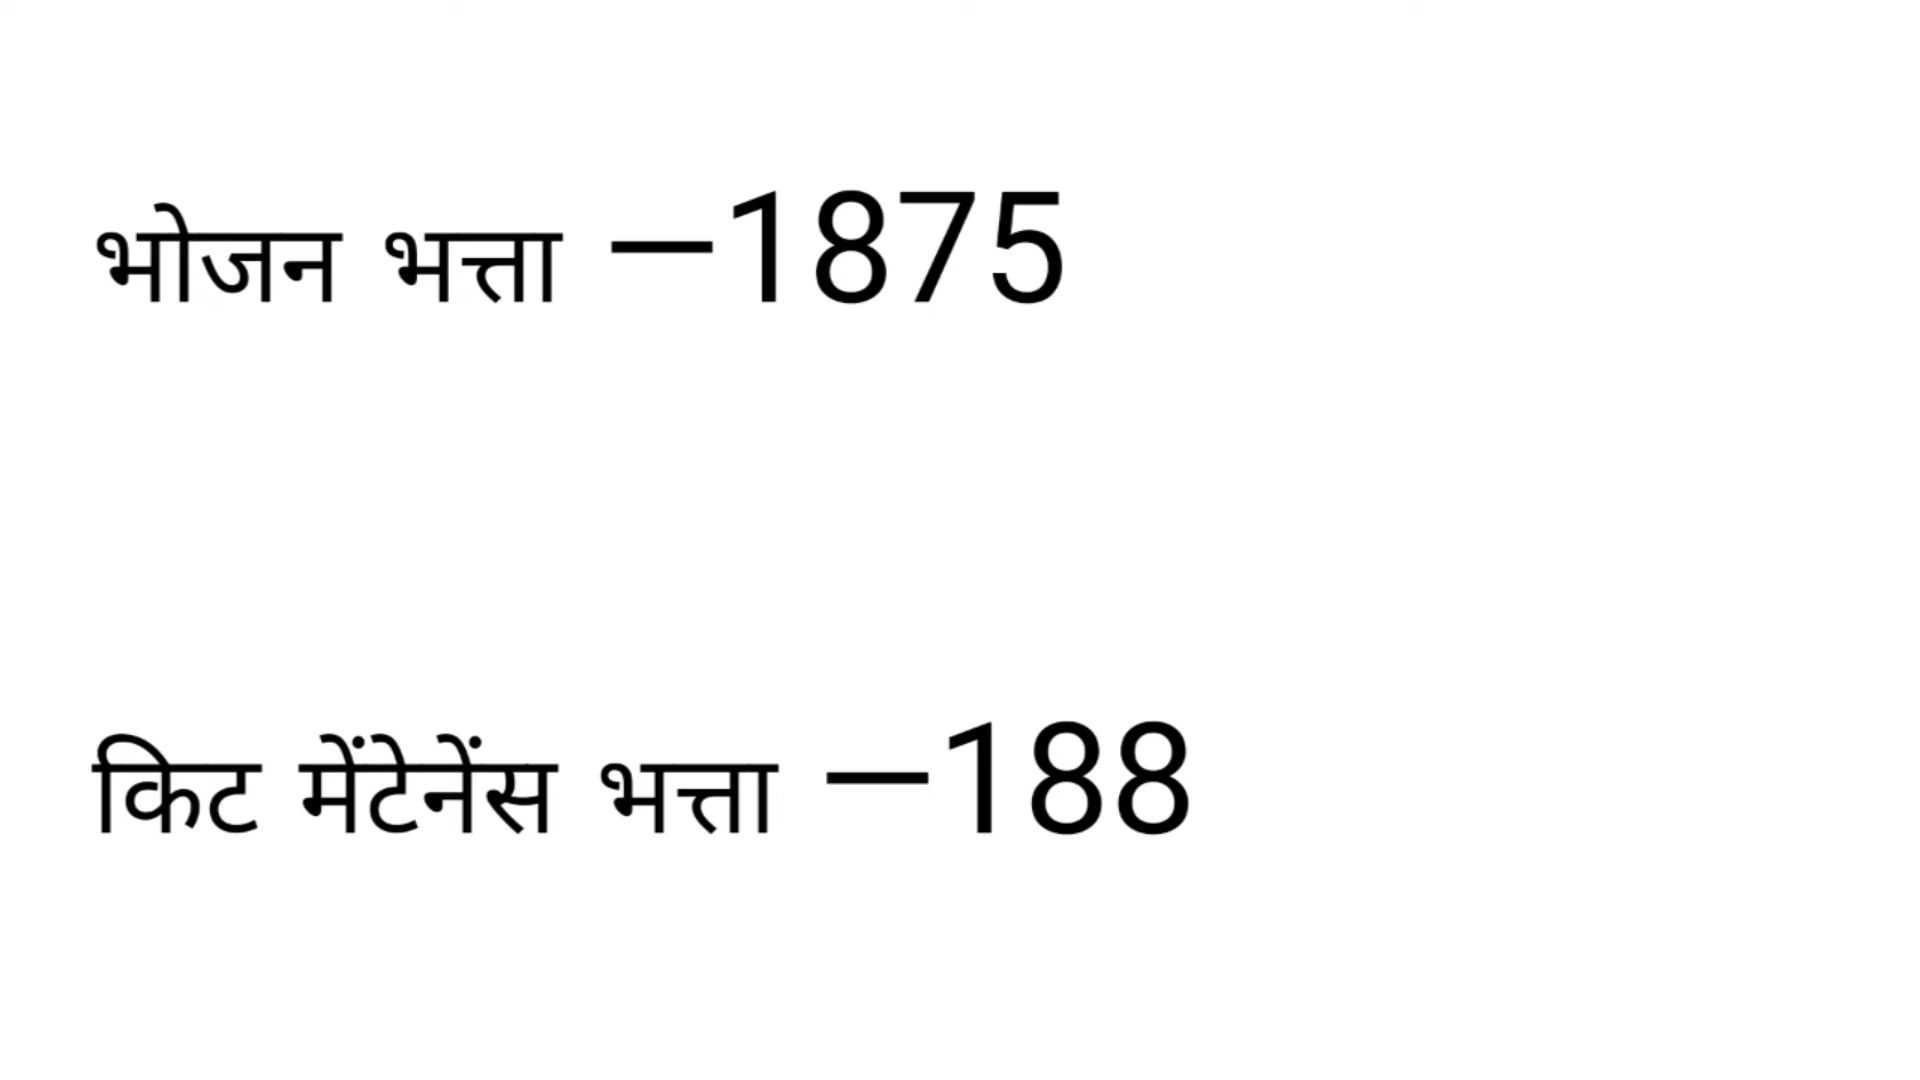 भोजन भत्ता —1875
किट मेंटेनेंस भत्ता —188